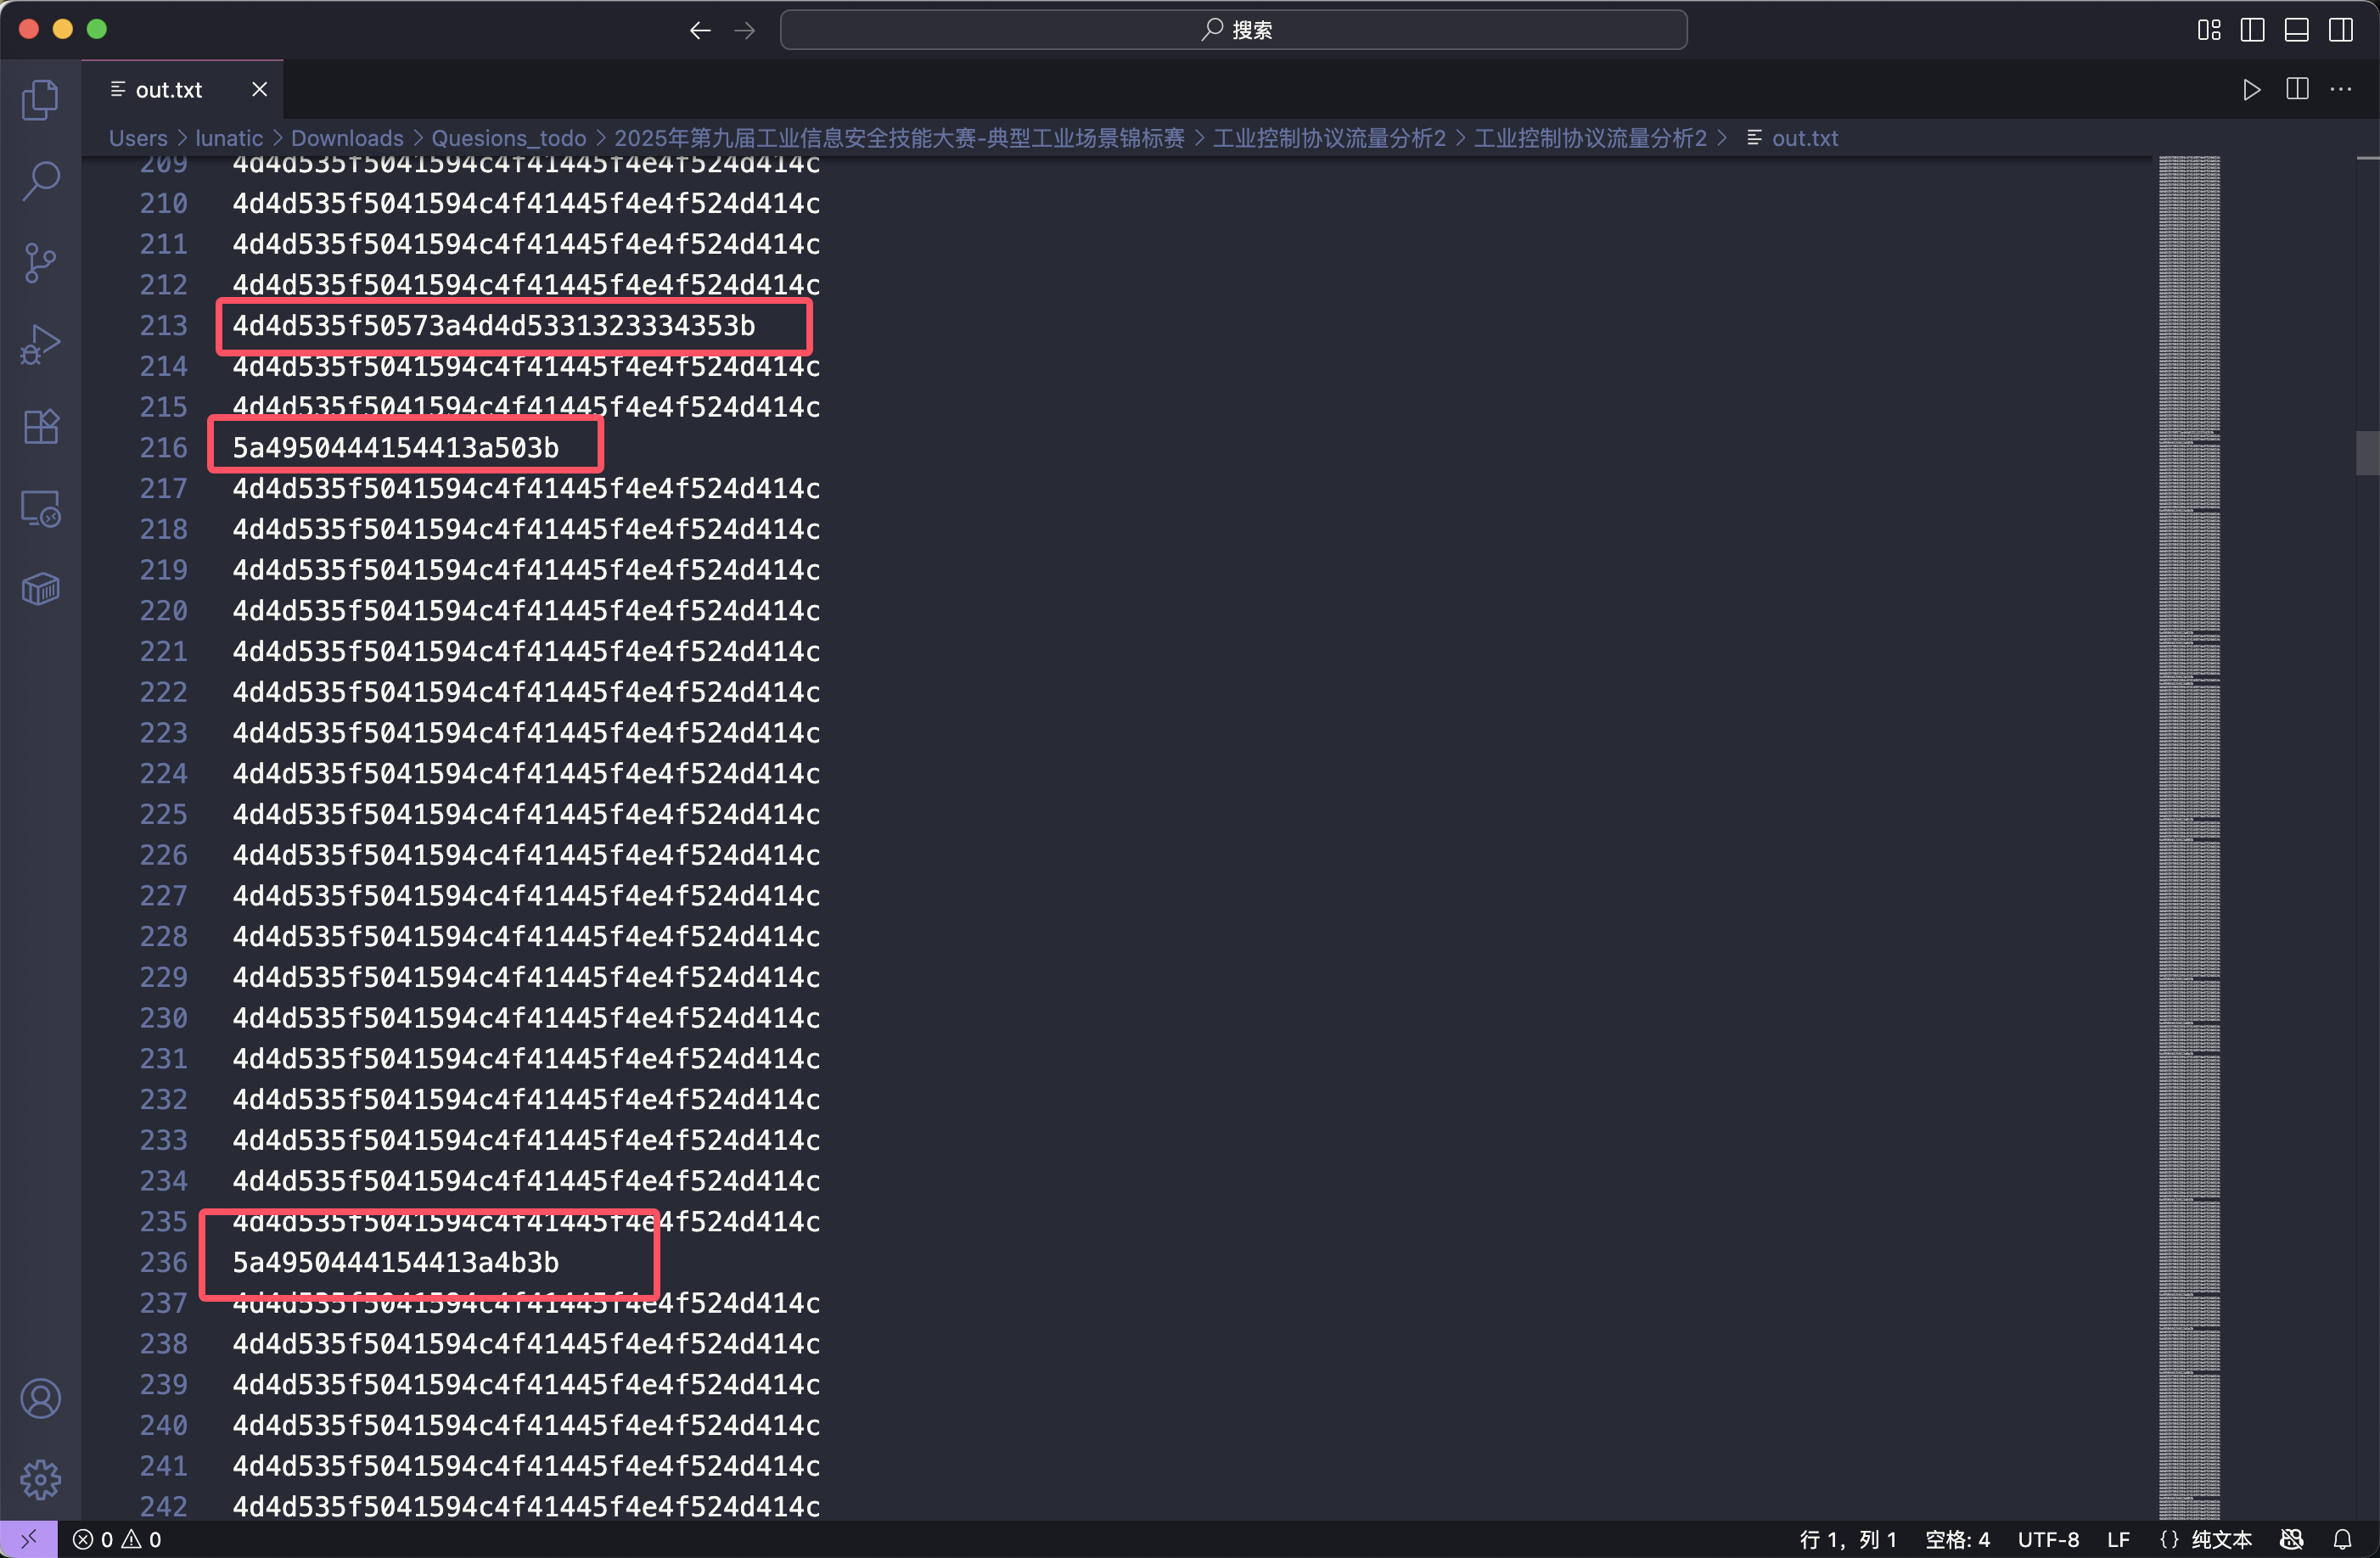 搜索
out.txt
Users > lunatic > Downloads > Quesions_todo > 2025年第九届工业信息安全技能大赛-典型工业场景锦标赛 > 工业控制协议流量分析2 > 工业控制协议流量分析2 > out.txt
209 4d4d535f5041594c4f41445f4e4f524d414c
210 4d4d535f5041594c4f41445f4e4f524d414c
211 4d4d535f5041594c4f41445f4e4f524d414c
212 4d4d535f5041594c4f41445f4e4f524d414c
213 4d4d535f50573a4d4d5331323334353b
214 4d4d535f5041594c4f41445f4e4f524d414c
215 4d4d535f5041594c4f41445f4e4f524d414c
216 5a4950444154413a503b
217 4d4d535f5041594c4f41445f4e4f524d414c
218 4d4d535f5041594c4f41445f4e4f524d414c
219 4d4d535f5041594c4f41445f4e4f524d414c
220 4d4d535f5041594c4f41445f4e4f524d414c
221 4d4d535f5041594c4f41445f4e4f524d414c
222 4d4d535f5041594c4f41445f4e4f524d414c
223 4d4d535f5041594c4f41445f4e4f524d414c
224 4d4d535f5041594c4f41445f4e4f524d414c
225 4d4d535f5041594c4f41445f4e4f524d414c
226 4d4d535f5041594c4f41445f4e4f524d414c
227 4d4d535f5041594c4f41445f4e4f524d414c
228 4d4d535f5041594c4f41445f4e4f524d414c
229 4d4d535f5041594c4f41445f4e4f524d414c
230 4d4d535f5041594c4f41445f4e4f524d414c
231 4d4d535f5041594c4f41445f4e4f524d414c
232 4d4d535f5041594c4f41445f4e4f524d414c
233 4d4d535f5041594c4f41445f4e4f524d414c
234 4d4d535f5041594c4f41445f4e4f524d414c
235 4d4d535f5041594c4f41445f4e4f524d414c
236 5a4950444154413a4b3b
237 4d4d535f5041594c4f41445f4e4f524d414c
238 4d4d535f5041594c4f41445f4e4f524d414c
239 4d4d535f5041594c4f41445f4e4f524d414c
240 4d4d535f5041594c4f41445f4e4f524d414c
241 4d4d535f5041594c4f41445f4e4f524d414c
242 4d4d535f5041594c4f41445f4e4f524d414c
0 0 行 1，列 1 空格: 4 UTF-8 LF {} 纯文本